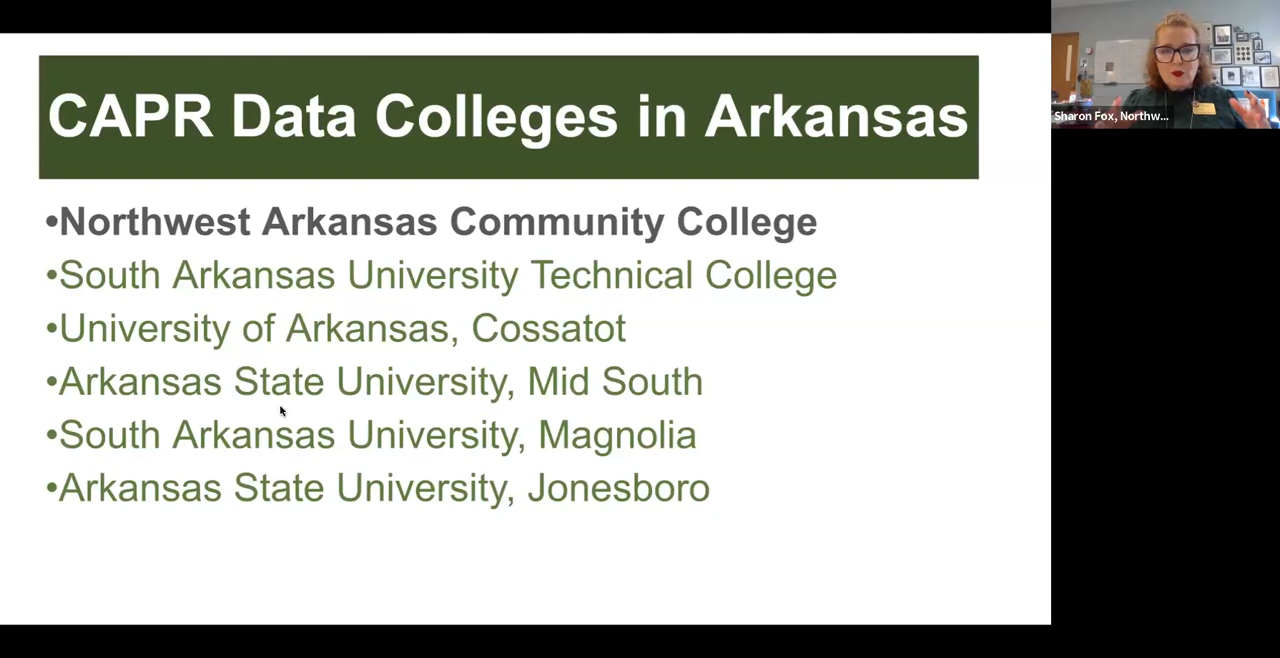 CAPR Data Colleges in Arkansas
•Northwest Arkansas Community College
•South Arkansas University Technical College
•University of Arkansas, Cossatot
•Arkansas State University, Mid South
•South Arkansas University, Magnolia
•Arkansas State University, Jonesboro
Sharon Fox, Northw...